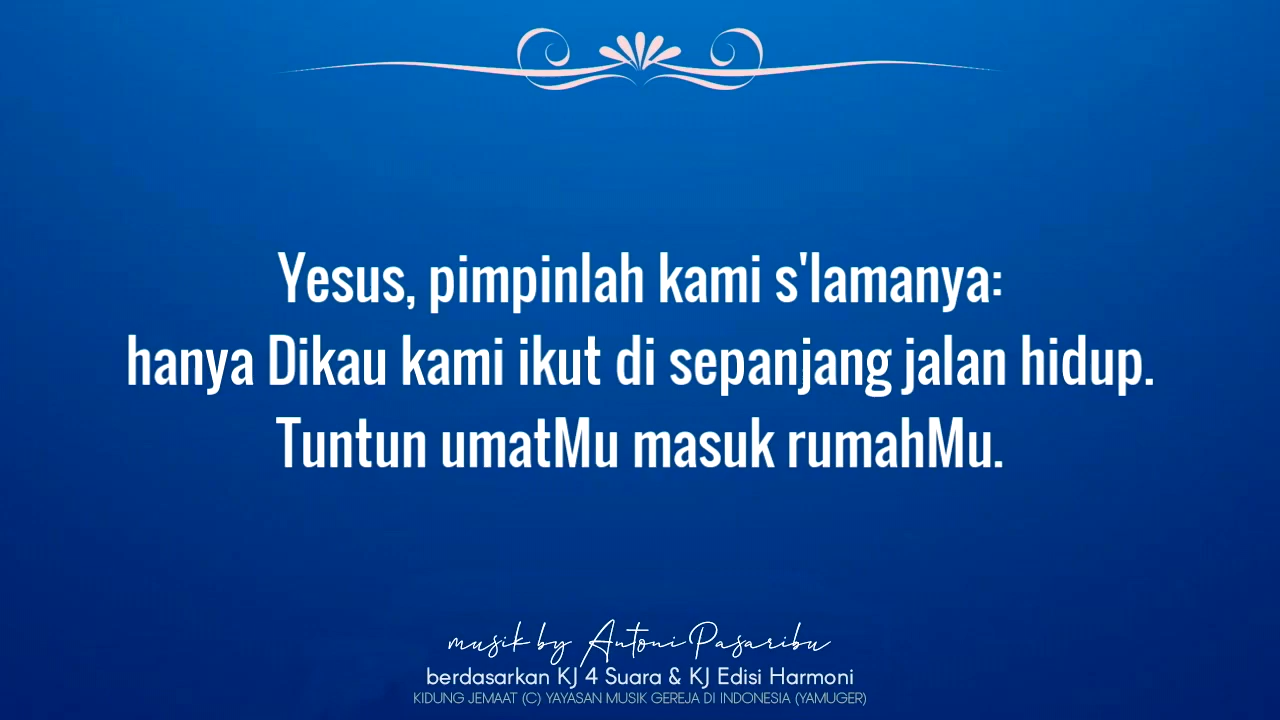 Yesus, pimpinlah kami s'lamanya:
hanya Dikau kami ikut di sepanjang jalan hidup.
Tuntun umatMu masuk rumahMu.
musik by Antoni Pasaribu
berdasarkan KJ 4 Suara & KJ Edisi Harmoni
KIDUNG JEMAAT (C) YAYASAN MUSIK GEREJA DI INDONESIA (YAMUGER)